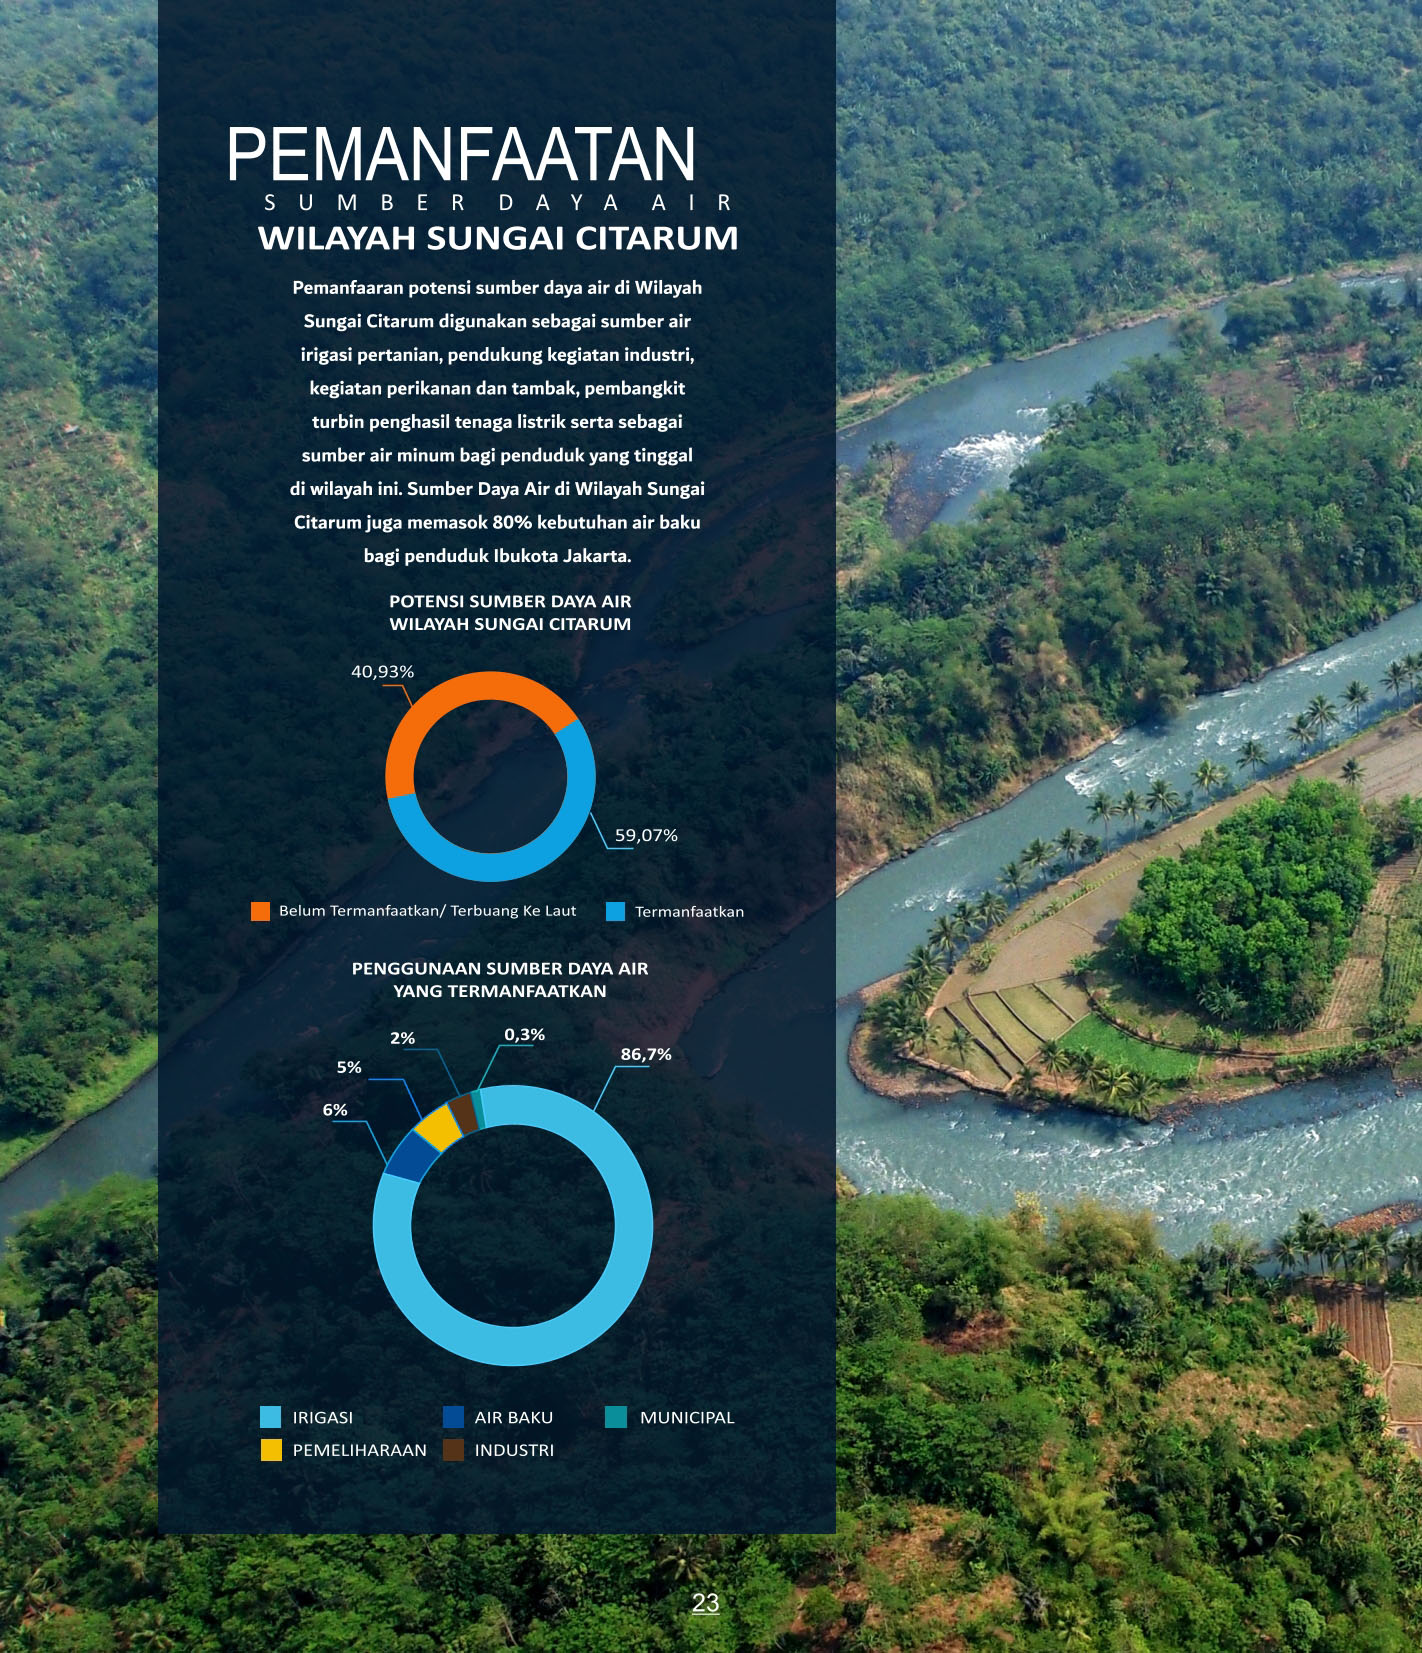 PEMANFAATAN
SUMBER DAYA AIR
WILAYAH SUNGAI CITARUM
Pemanfaaran potensi sumber daya air di Wilayah
Sungai Citarum digunakan sebagai sumber air
irigasi pertanian, pendukung kegiatan industri,
kegiatan perikanan dan tambak, pembangkit
turbin penghasil tenaga listrik serta sebagai
sumber air minum bagi penduduk yang tinggal
di wilayah ini. Sumber Daya Air di Wilayah Sungai
Citarum juga memasok 80% kebutuhan air baku
bagi penduduk Ibukota Jakarta.
POTENSI SUMBER DAYA AIR
WILAYAH SUNGAI CITARUM
40,93%
59,07%
Belum Termanfaatkan/ Terbuang Ke Laut
Termanfaatkan
PENGGUNAAN SUMBER DAYA AIR
YANG TERMANFAATKAN
0,3%
2%
86,7%
5%
6%
IRIGASI
AIR BAKU
MUNICIPAL
PEMELIHARAAN
INDUSTRI
23